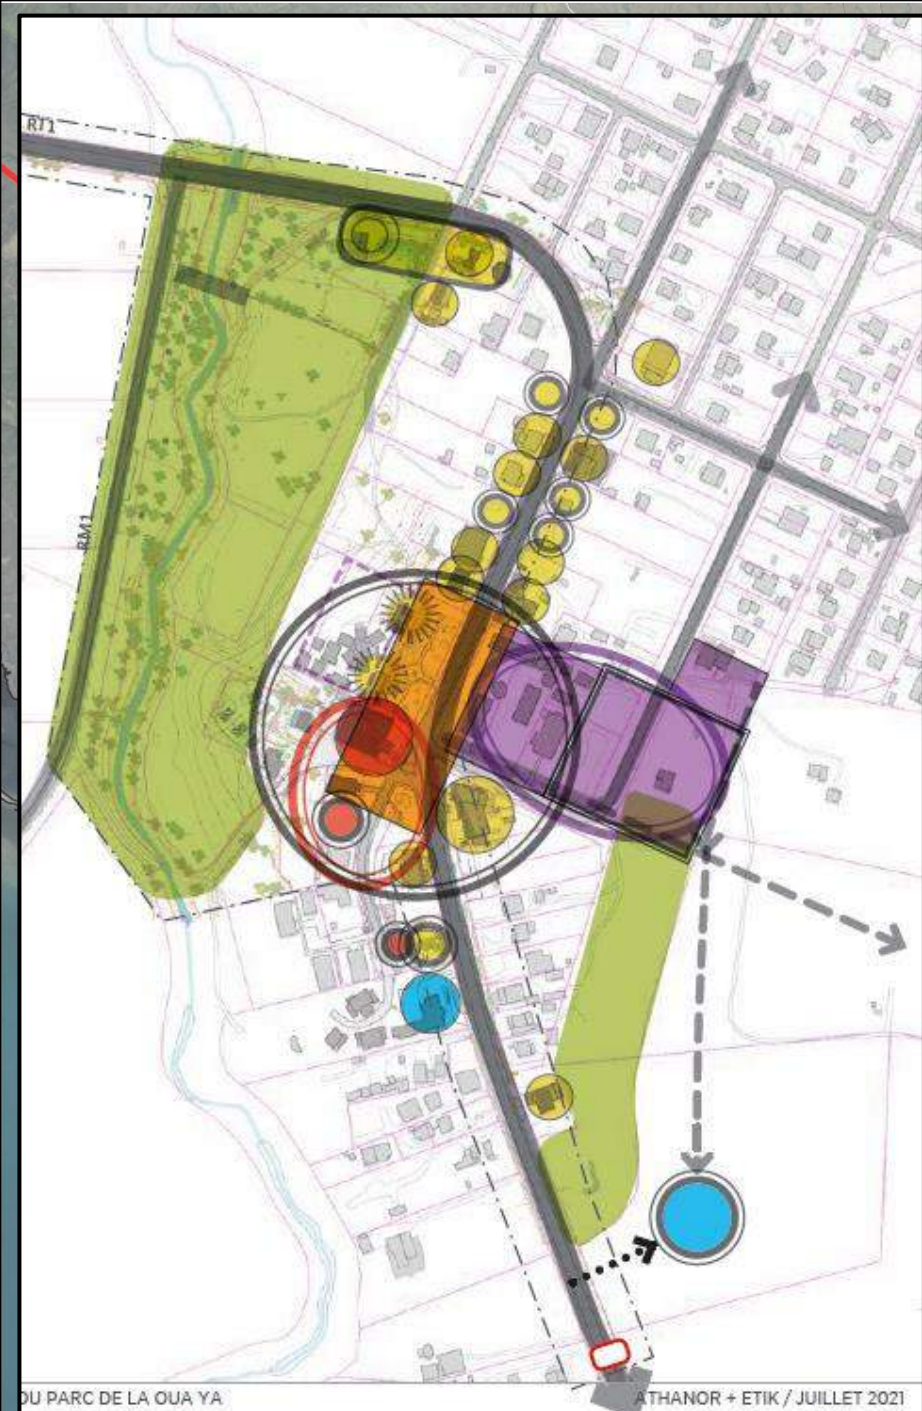 RT1
RM1
DU PARC DE LA OUA YA
ATHANOR + ETIK / JUILLET 2021